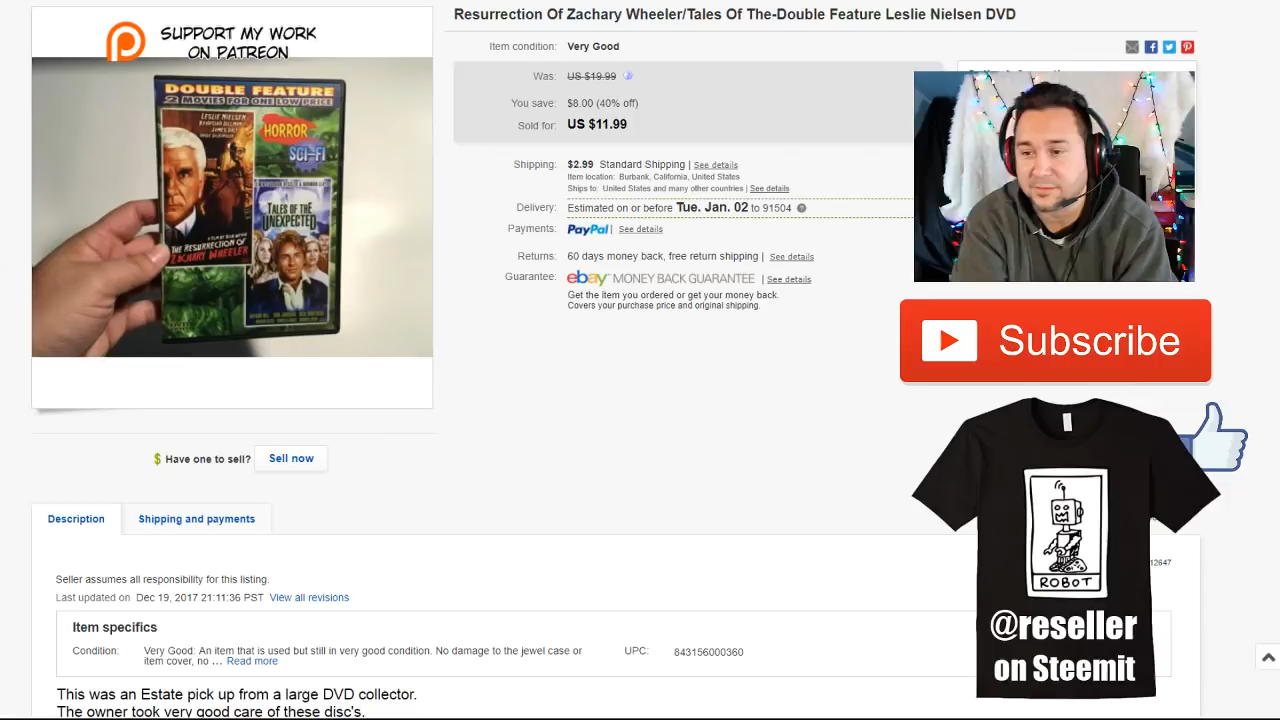 Resurrection Of Zachary Wheeler/Tales Of The-Double Feature Leslie Nielsen DVD
SUPPORT MY WORK
ON PATREON
DOUBLE FEATURE
2 MOVIES FOR ONE LOW PRICE
LESLIE NIELSEN
HORROR
SCI-FI
TALES OF THE
UNEXPECTED
THE RESURRECTION OF
ZACHARY WHEELER
Item condition: Very Good
Was: US $19.99
You save: $8.00 (40% off)
Sold for: US $11.99
Shipping: $2.99 Standard Shipping | See details
Item location: Burbank, California, United States
Ships to: United States and many other countries | See details
Delivery: Estimated on or before Tue. Jan. 02 to 91504
Payments: PayPal | See details
Returns: 60 days money back, free return shipping | See details
Guarantee: ebay MONEY BACK GUARANTEE | See details
Get the item you ordered or get your money back.
Covers your purchase price and original shipping.
Subscribe
$ Have one to sell? Sell now
Description Shipping and payments
12647
Seller assumes all responsibility for this listing.
Last updated on Dec 19, 2017 21:11:36 PST View all revisions
Item specifics
Condition: Very Good: An item that is used but still in very good condition. No damage to the jewel case or
item cover, no … Read more
UPC: 843156000360
This was an Estate pick up from a large DVD collector.
The owner took very good care of these disc's.
ROBOT
@reseller
on Steemit